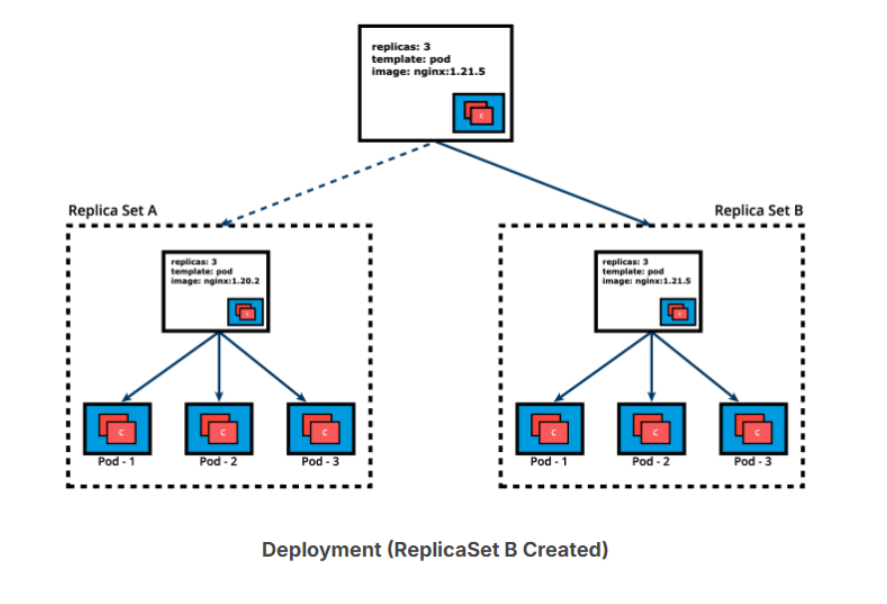 replicas: 3
template: pod
image: nginx:1.21.5
C
Replica Set A
Replica Set B
replicas: 3
template: pod
image: nginx:1.20.2
C
replicas: 3
template: pod
image: nginx:1.21.5
C
C
C
C
C
C
C
Pod - 1
Pod - 2
Pod - 3
Pod - 1
Pod - 2
Pod - 3
Deployment (ReplicaSet B Created)